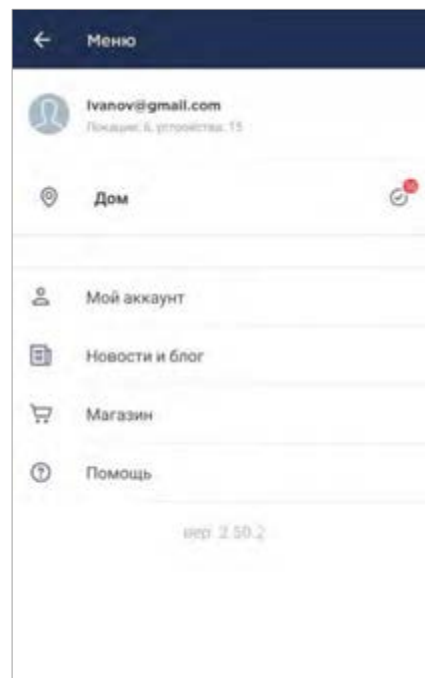 Меню
Ivanov@gmail.com
Локации: 6, устройства: 15
Дом
Мой аккаунт
Новости и блог
Магазин
Помощь
вер. 2.50.2